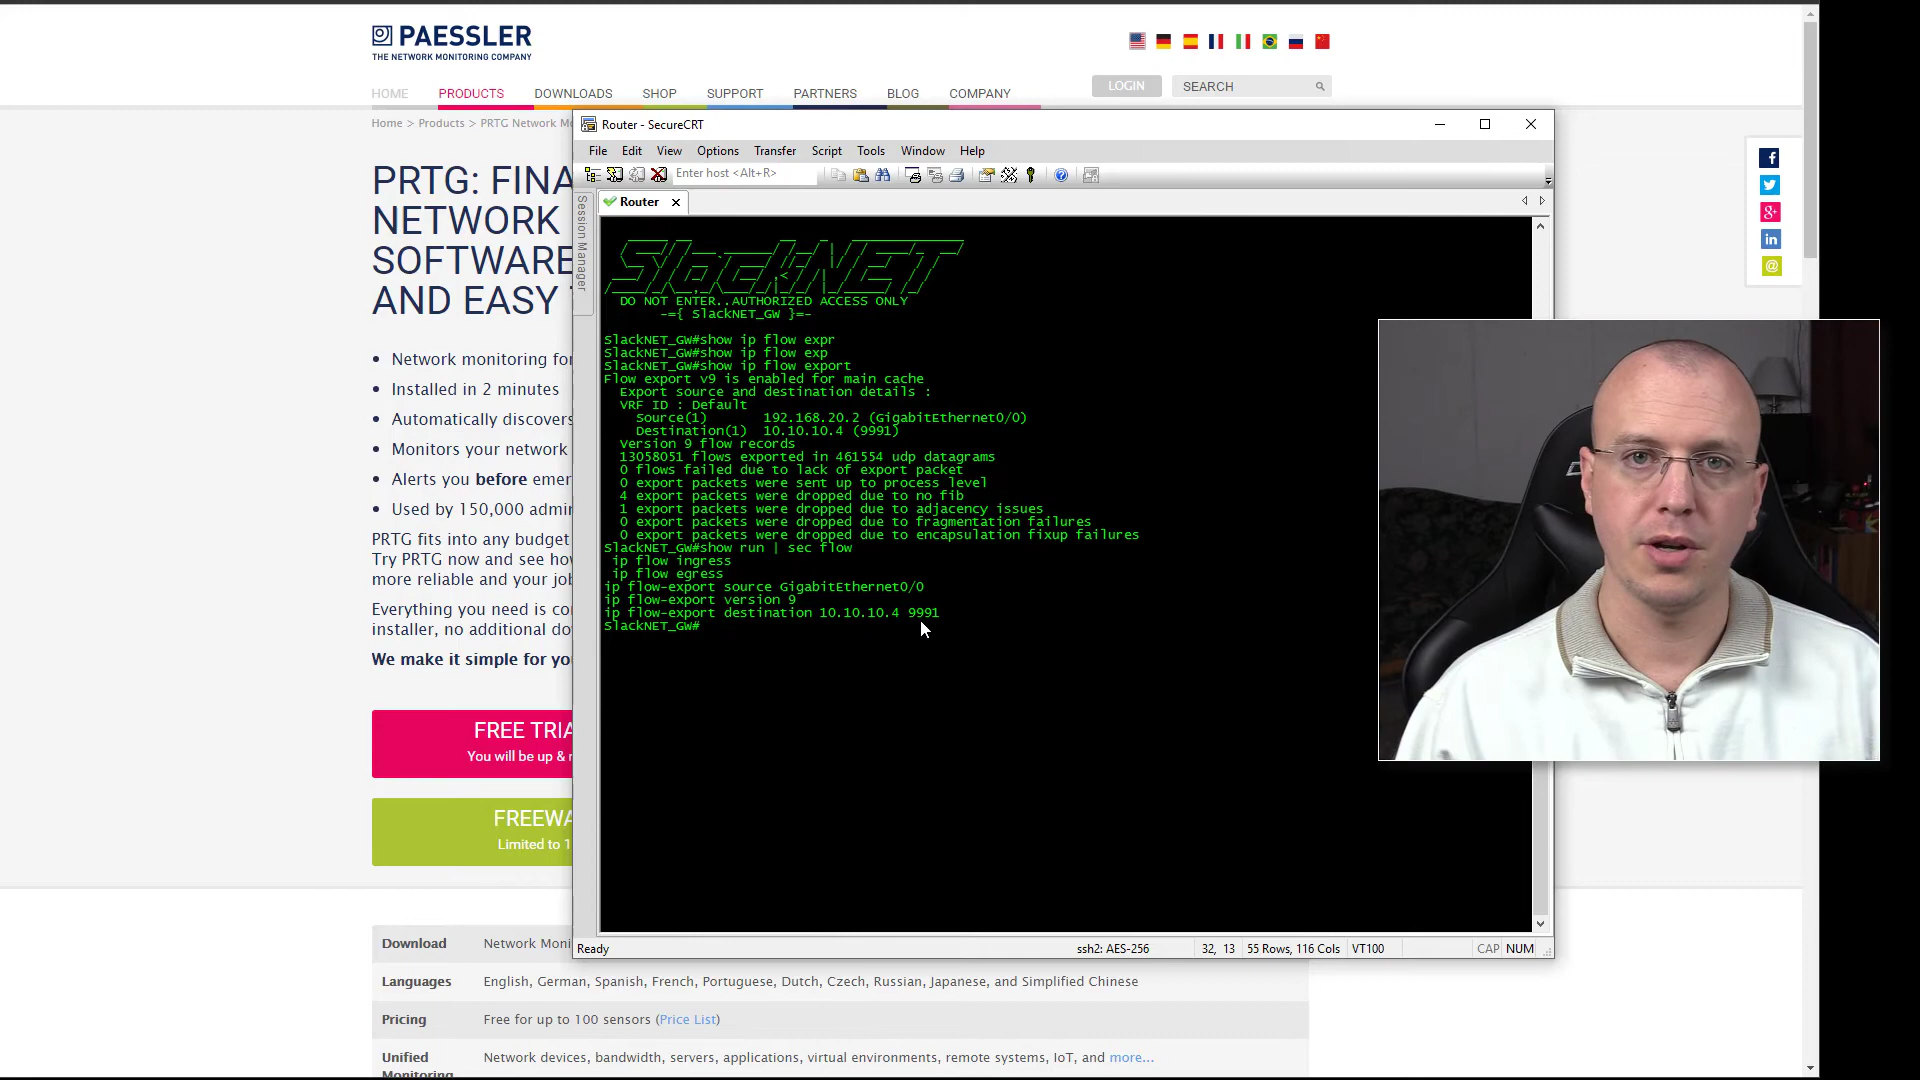 PAESSLER
THE NETWORK MONITORING COMPANY
HOME PRODUCTS DOWNLOADS SHOP SUPPORT PARTNERS BLOG COMPANY
LOGIN
SEARCH
Home > Products > PRTG Network
PRTG:
NETWORK
SOFTWARE
AND EASY
• Network monitoring for
• Installed in 2 minutes
• Automatically discovers
• Monitors your network
• Alerts you before
• Used by 150,000
PRTG fits into any budget
Try PRTG now and see
more reliable and your
Everything you need is
installer, no additional
We make it simple for
FREE
You will be up &
Limited to
Download Network
Languages English, German, Spanish, French, Portuguese, Dutch, Czech, Russian, Japanese, and Simplified Chinese
Pricing Free for up to 100 sensors (Price List)
Unified Network devices, bandwidth, servers, applications, virtual environments, remote systems, IoT, and more...
Monitoring
Router - SecureCRT
File Edit View Options Transfer Script Tools Window Help
Enter host <Alt+R>
Session Manager
Router
SlackNET
DO NOT ENTER..AUTHORIZED ACCESS ONLY
-={ SlackNET_GW }=-
SlackNET_GW#show ip flow expr
SlackNET_GW#show ip flow exp
SlackNET_GW#show ip flow export
Flow export v9 is enabled for main cache
Export source and destination details :
VRF ID : Default
Source(1) 192.168.20.2 (GigabitEthernet0/0)
Destination(1) 10.10.10.4 (9991)
Version 9 flow records
13058051 flows exported in 461554 udp datagrams
0 flows failed due to lack of export packet
0 export packets were sent up to process level
4 export packets were dropped due to no fib
1 export packets were dropped due to adjacency issues
0 export packets were dropped due to fragmentation failures
0 export packets were dropped due to encapsulation fixup failures
SlackNET_GW#show run | sec flow
ip flow ingress
ip flow egress
ip flow-export source GigabitEthernet0/0
ip flow-export version 9
ip flow-export destination 10.10.10.4 9991
SlackNET_GW#
Ready
ssh2: AES-256
32, 13
55 Rows, 116 Cols
VT100
CAP NUM